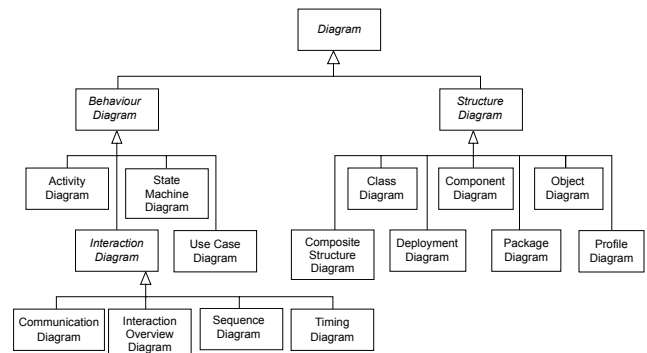 Diagram
Behaviour
Diagram
Structure
Diagram
Activity
Diagram
State
Machine
Diagram
Class
Diagram
Component
Diagram
Object
Diagram
Interaction
Diagram
Use Case
Diagram
Composite
Structure
Diagram
Deployment
Diagram
Package
Diagram
Profile
Diagram
Communication
Diagram
Interaction
Overview
Diagram
Sequence
Diagram
Timing
Diagram